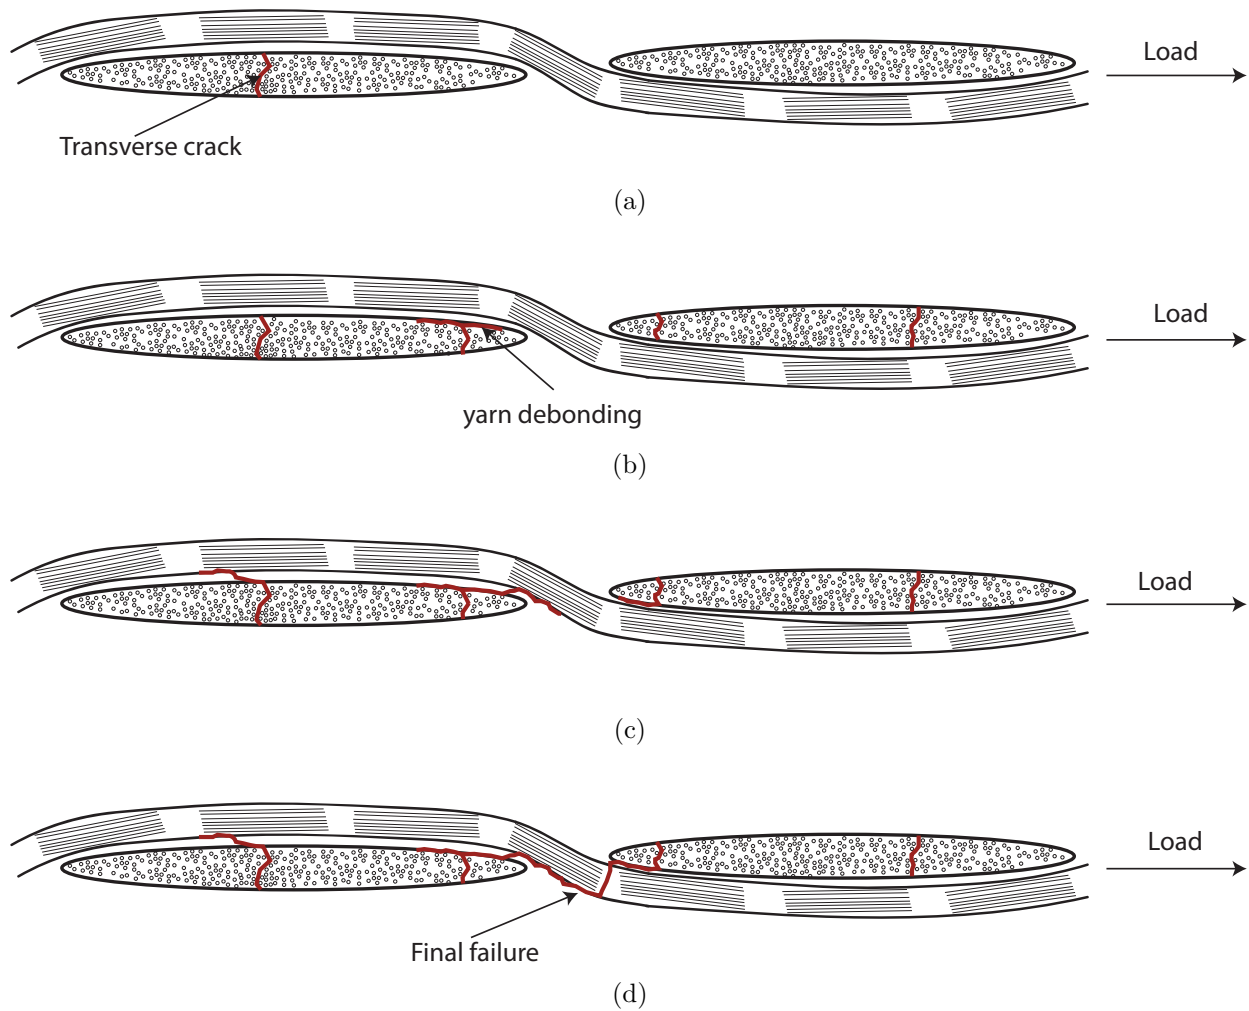 Load
Transverse crack
(a)
Load
yarn debonding
(b)
Load
(c)
Load
Final failure
(d)